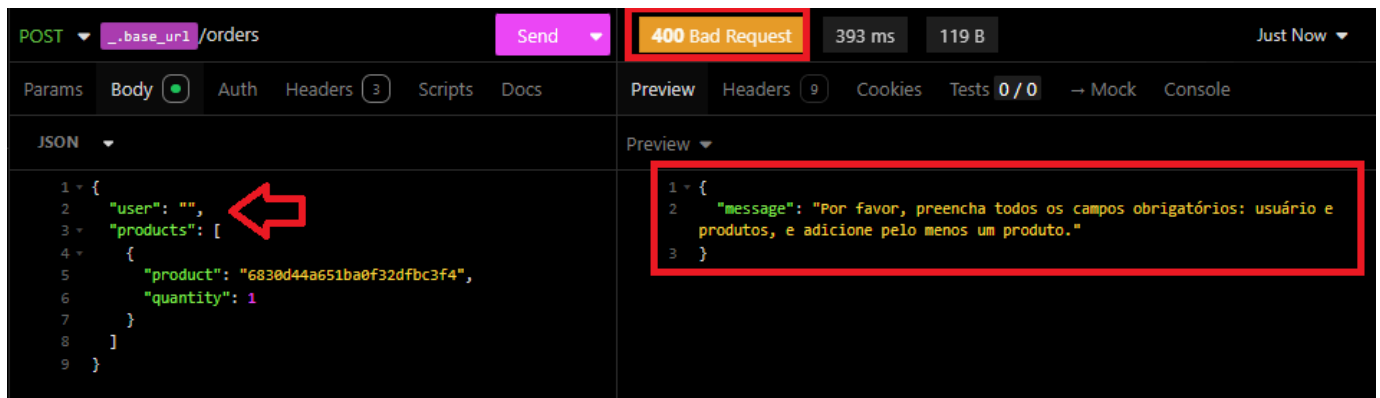 POST _.base_url /orders Send
400 Bad Request 393 ms 119 B Just Now
Params Body Auth Headers 3 Scripts Docs
Preview Headers 9 Cookies Tests 0 / 0 → Mock Console
JSON
Preview
1 {
2 "user": "",
3 "products": [
4 {
5 "product": "6830d44a651ba0f32dfbc3f4",
6 "quantity": 1
7 }
8 ]
9 }
1 {
2 "message": "Por favor, preencha todos os campos obrigatórios: usuário e
produtos, e adicione pelo menos um produto."
3 }